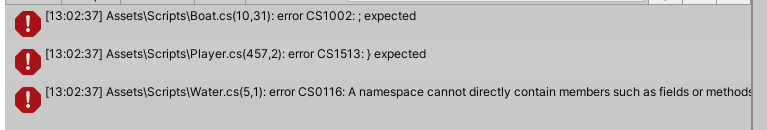 [13:02:37] Assets\Scripts\Boat.cs(10,31): error CS1002: ; expected
[13:02:37] Assets\Scripts\Player.cs(457,2): error CS1513: } expected
[13:02:37] Assets\Scripts\Water.cs(5,1): error CS0116: A namespace cannot directly contain members such as fields or methods